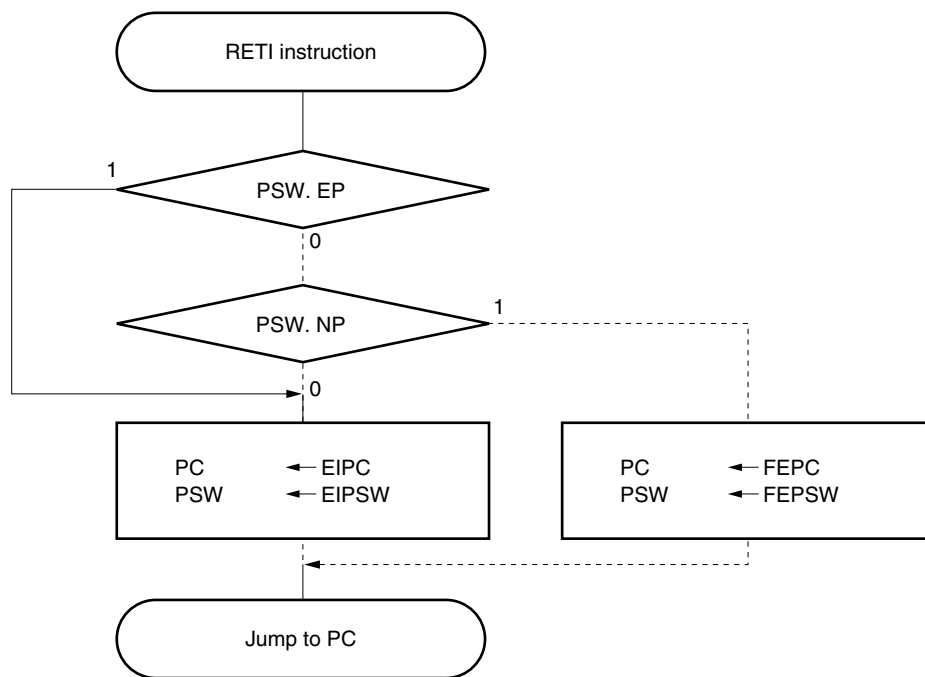 RETI instruction
1
PSW. EP
0
PSW. NP
1
0
PC EIPC
PSW EIPSW
PC FEPC
PSW FEPSW
Jump to PC